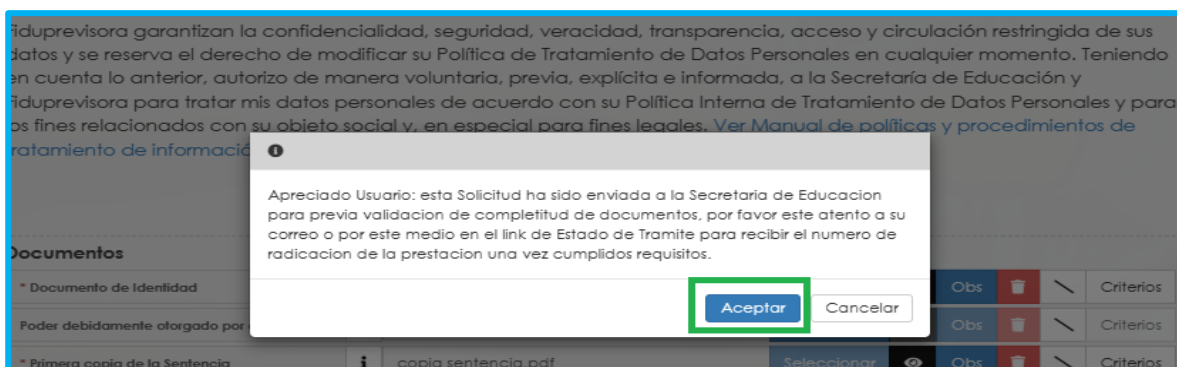 Fiduprevisora garantizan la confidencialidad, seguridad, veracidad, transparencia, acceso y circulación restringida de sus
datos y se reserva el derecho de modificar su Política de Tratamiento de Datos Personales en cualquier momento. Teniendo
en cuenta lo anterior, autorizo de manera voluntaria, previa, explícita e informada, a la Secretaría de Educación y
Fiduprevisora para tratar mis datos personales de acuerdo con su Política Interna de Tratamiento de Datos Personales y para
los fines relacionados con su objeto social y, en especial para fines legales. Ver Manual de políticas y procedimientos de
tratamiento de informació
Apreciado Usuario: esta Solicitud ha sido enviada a la Secretaria de Educacion
para previa validacion de completitud de documentos, por favor este atento a su
correo o por este medio en el link de Estado de Tramite para recibir el numero de
radicacion de la prestacion una vez cumplidos requisitos.
Aceptar Cancelar
Documentos
* Documento de Identidad Obs Criterios
Poder debidamente otorgado por Obs Criterios
* Primera copia de la Sentencia copia sentencia.pdf Seleccionar Obs Criterios